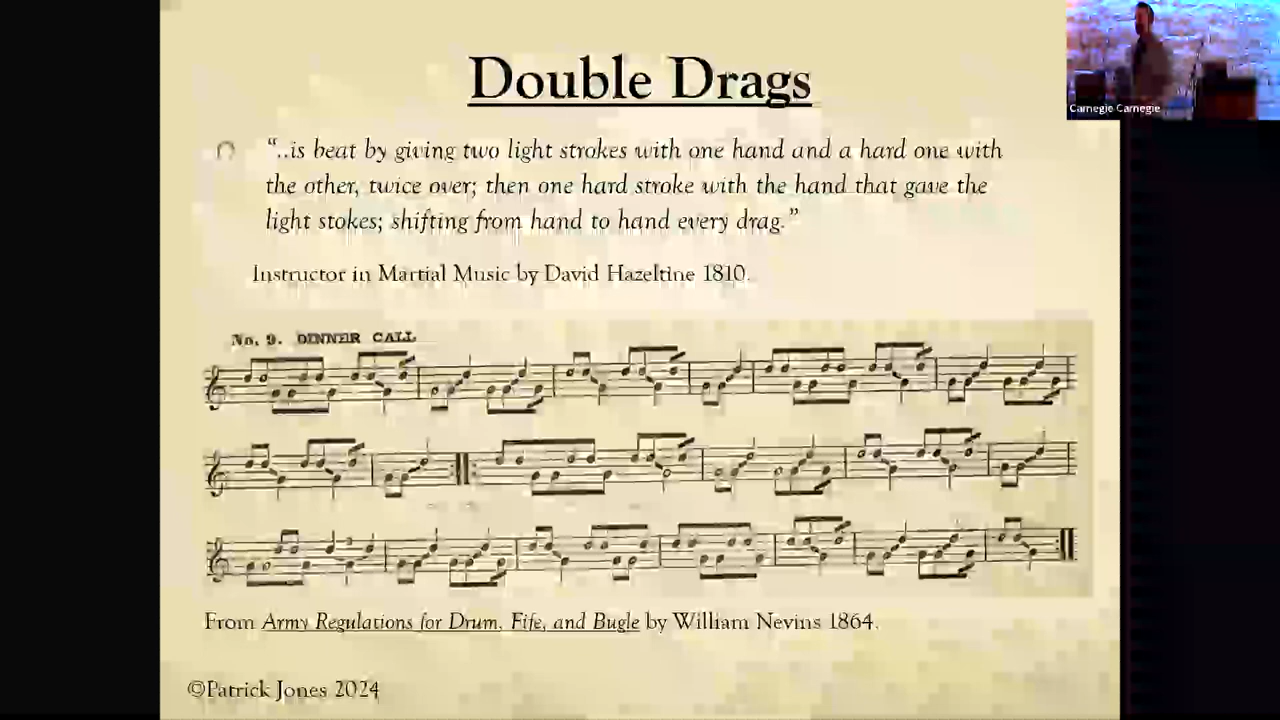 Double Drags
Carnegie Carnegie
“..is beat by giving two light strokes with one hand and a hard one with
the other, twice over; then one hard stroke with the hand that gave the
light stokes; shifting from hand to hand every drag.”
Instructor in Martial Music by David Hazeltine 1810.
No. 9. DINNER CALL
From Army Regulations for Drum, Fife, and Bugle by William Nevins 1864.
©Patrick Jones 2024